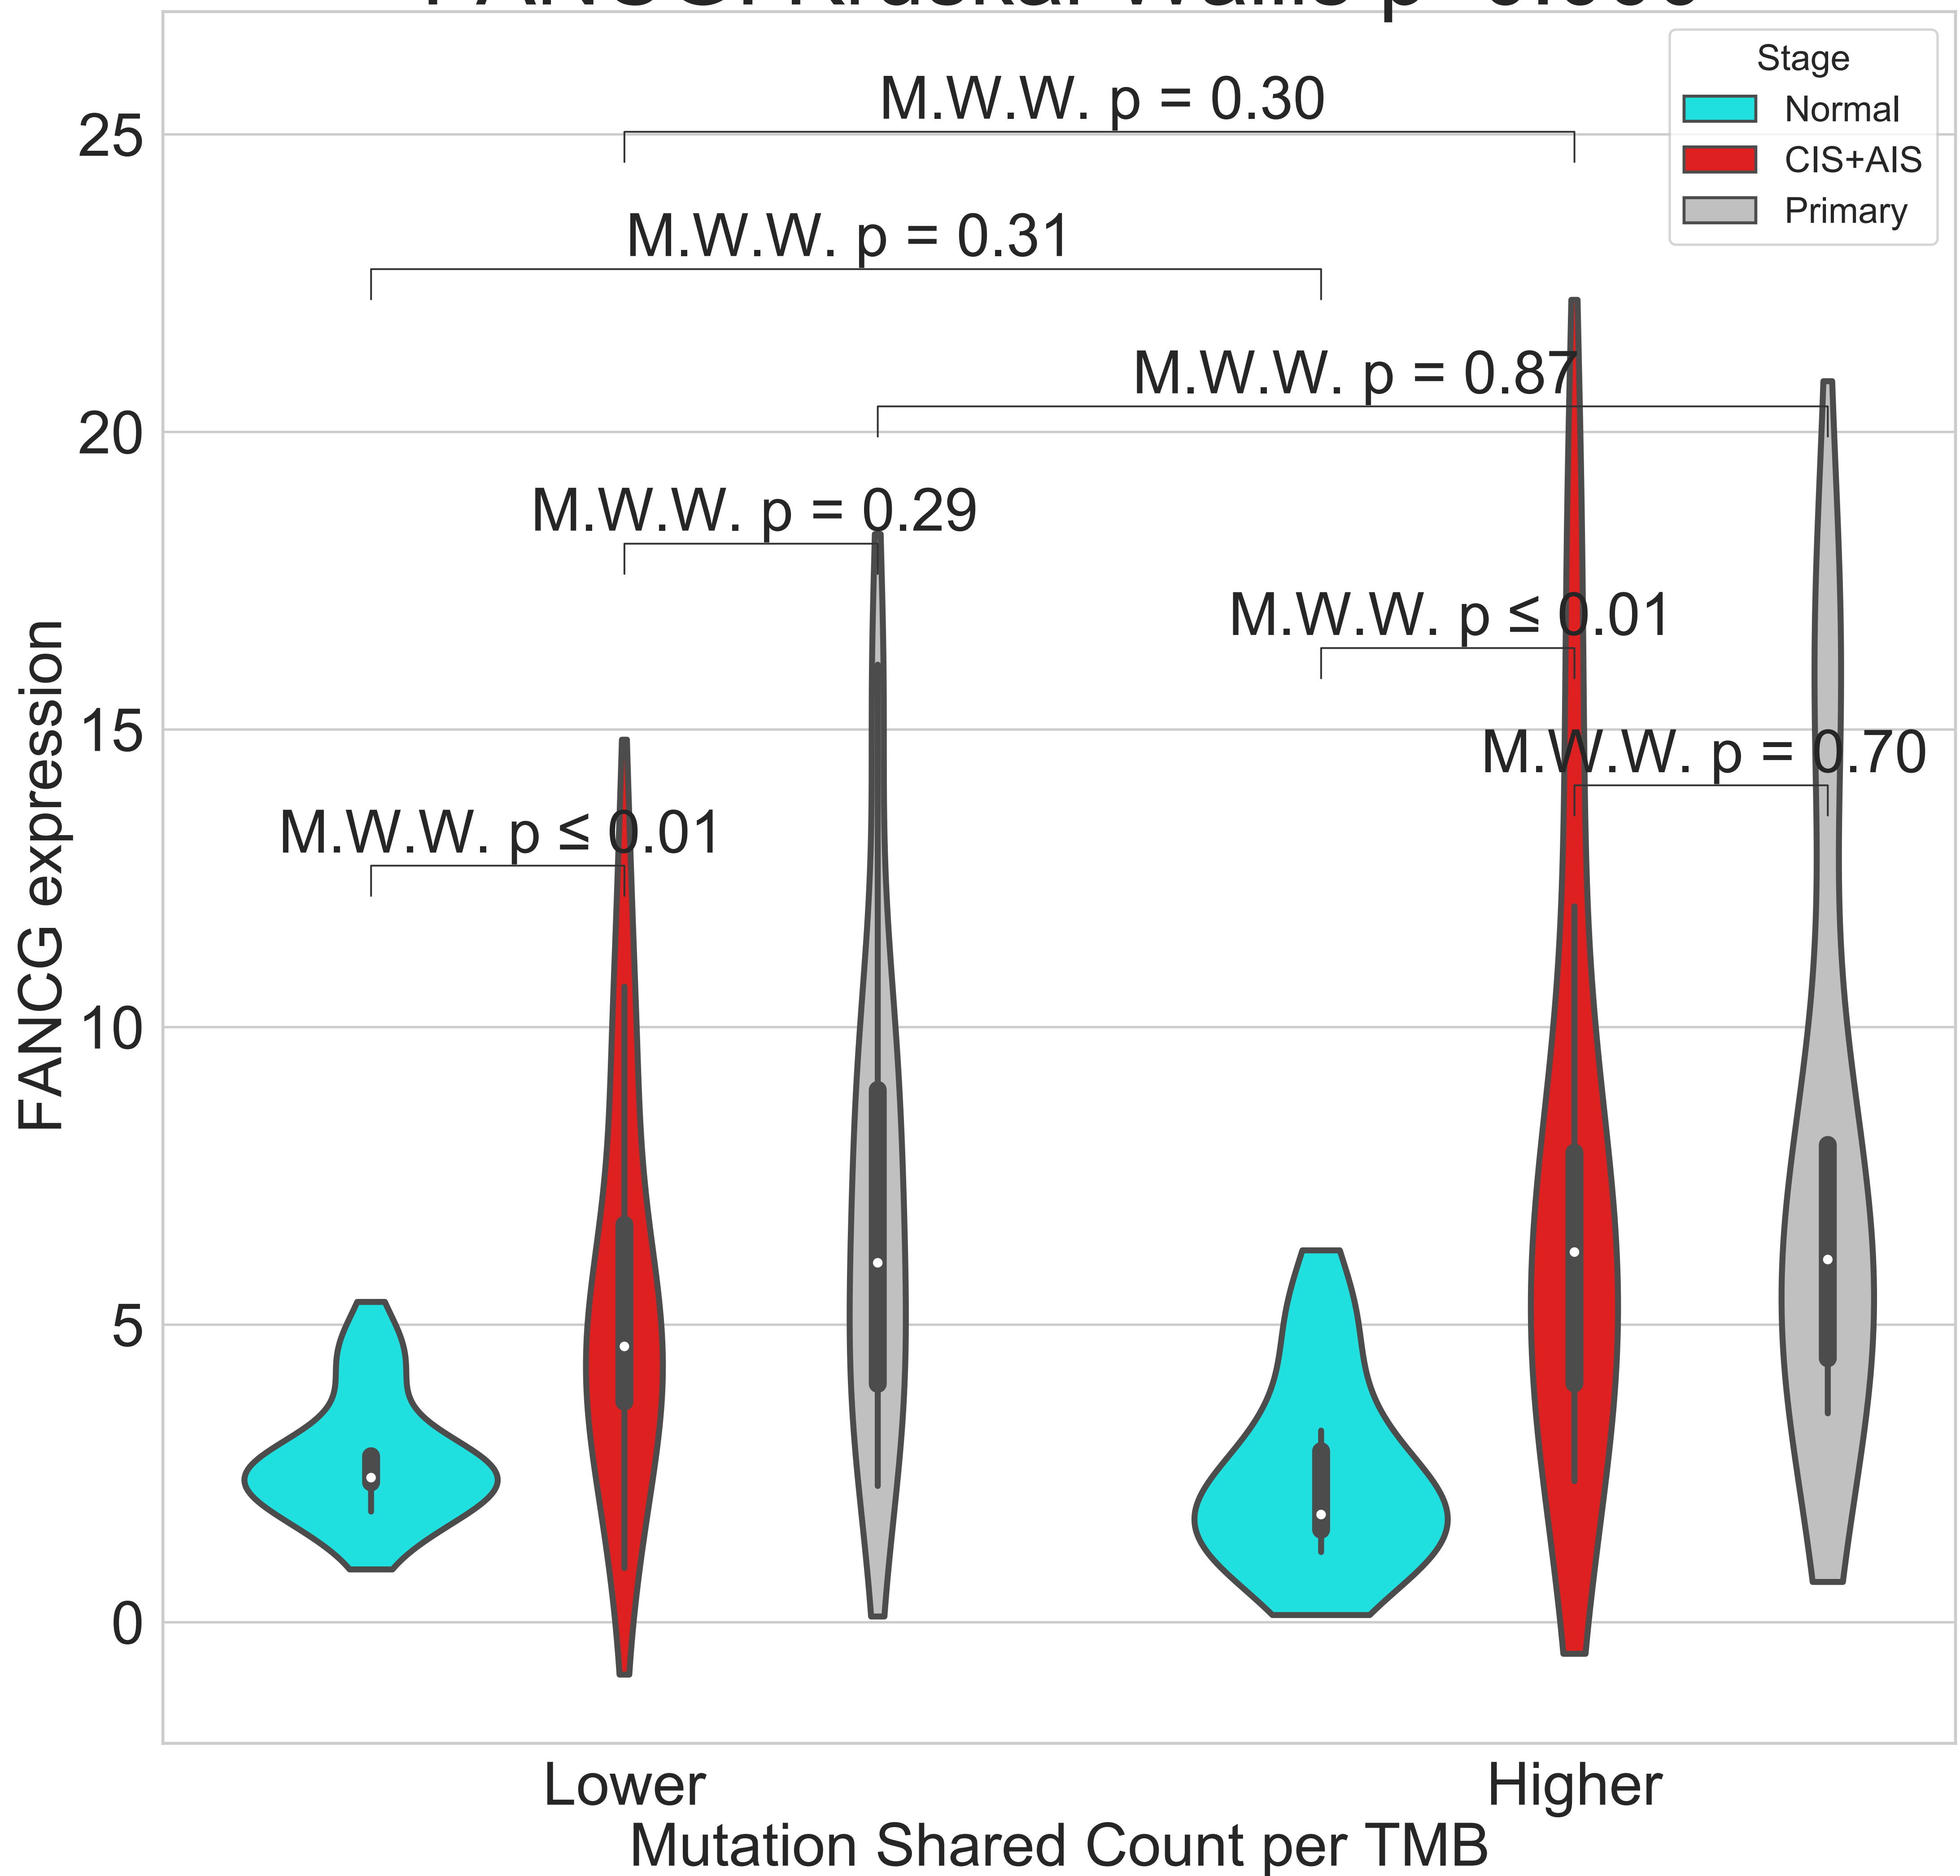 Stage
Normal
CIS+AIS
Primary
M.W.W. p = 0.30
M.W.W. p = 0.31
M.W.W. p = 0.87
M.W.W. p = 0.29
M.W.W. p ≤ 0.01
M.W.W. p = 0.70
M.W.W. p ≤ 0.01
25
20
15
10
5
0
FANCG expression
Lower
Higher
Mutation Shared Count per TMB